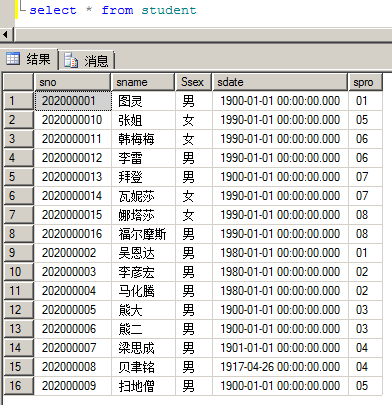 select * from student
结果 消息
sno sname Ssex sdate spro
1 202000001 图灵 男 1900-01-01 00:00:00.000 01
2 202000010 张姐 女 1990-01-01 00:00:00.000 05
3 202000011 韩梅梅 女 1990-01-01 00:00:00.000 06
4 202000012 李雷 男 1990-01-01 00:00:00.000 06
5 202000013 拜登 男 1990-01-01 00:00:00.000 07
6 202000014 瓦妮莎 女 1990-01-01 00:00:00.000 07
7 202000015 娜塔莎 女 1990-01-01 00:00:00.000 08
8 202000016 福尔摩斯 男 1990-01-01 00:00:00.000 08
9 202000002 吴恩达 男 1980-01-01 00:00:00.000 01
10 202000003 李彦宏 男 1980-01-01 00:00:00.000 02
11 202000004 马化腾 男 1980-01-01 00:00:00.000 02
12 202000005 熊大 男 1900-01-01 00:00:00.000 03
13 202000006 熊二 男 1900-01-01 00:00:00.000 03
14 202000007 梁思成 男 1901-01-01 00:00:00.000 04
15 202000008 贝聿铭 男 1917-04-26 00:00:00.000 04
16 202000009 扫地僧 男 1900-01-01 00:00:00.000 05